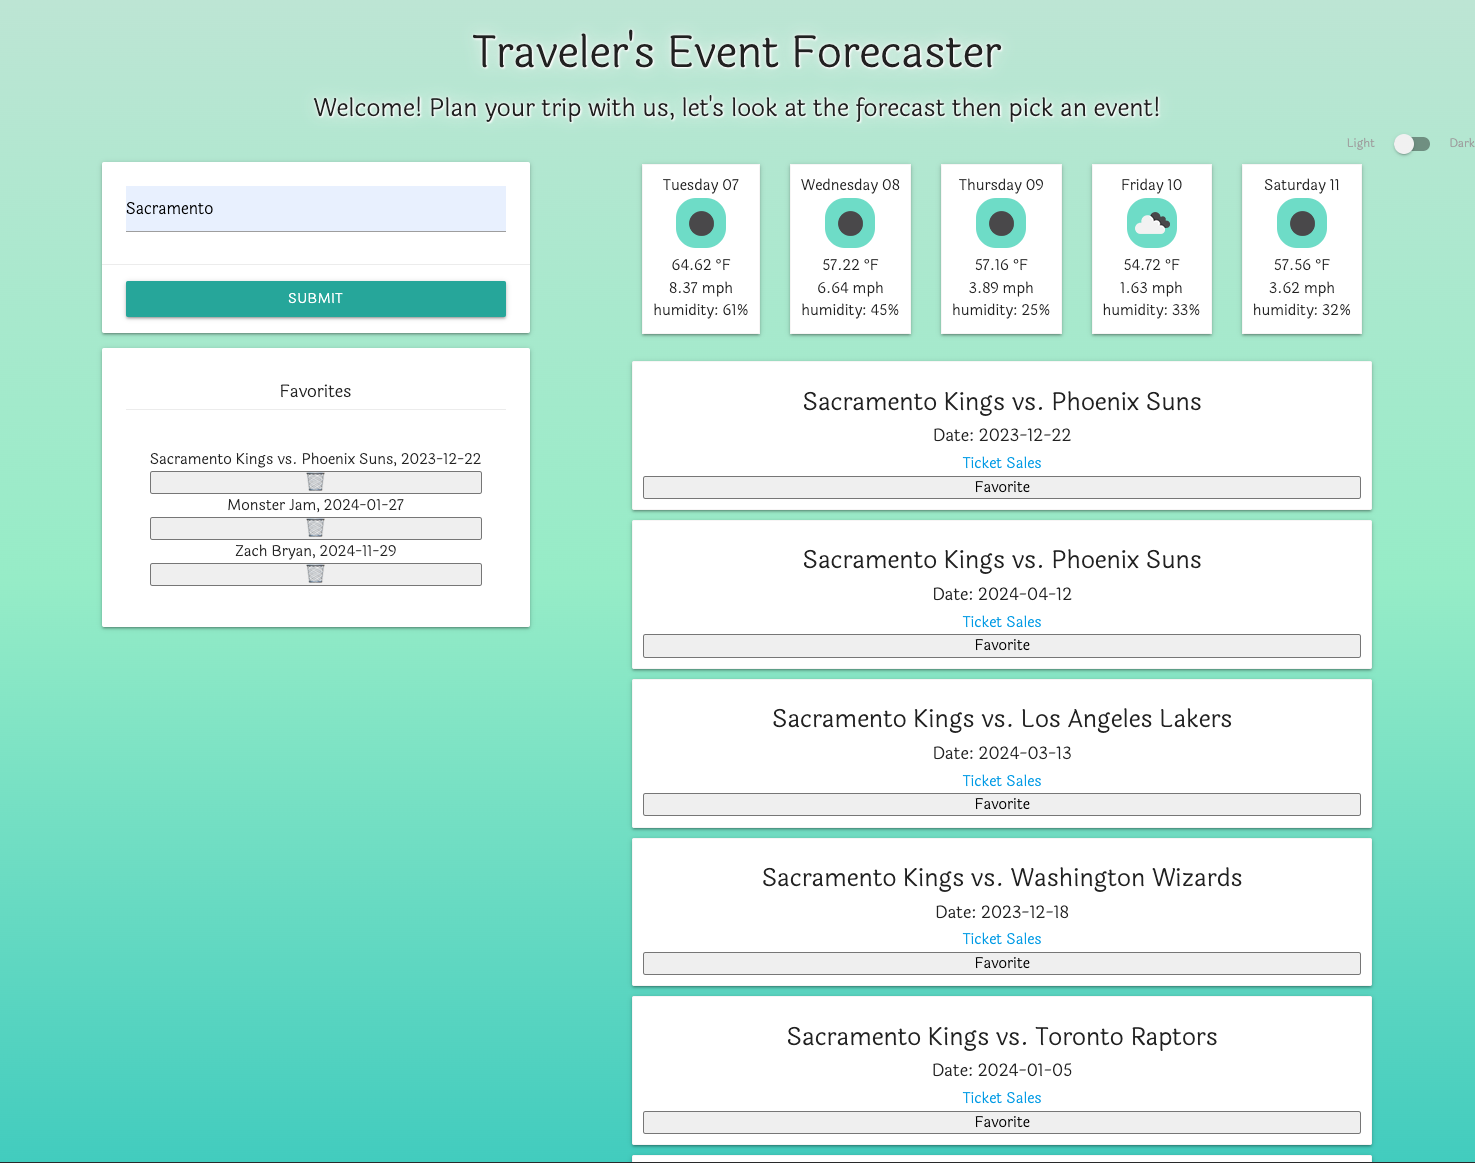 Traveler's Event Forecaster
Welcome! Plan your trip with us, let's look at the forecast then pick an event!
Light
Dark
Sacramento
SUBMIT
Favorites
Sacramento Kings vs. Phoenix Suns, 2023-12-22
Monster Jam, 2024-01-27
Zach Bryan, 2024-11-29
Tuesday 07
64.62 °F
8.37 mph
humidity: 61%
Wednesday 08
57.22 °F
6.64 mph
humidity: 45%
Thursday 09
57.16 °F
3.89 mph
humidity: 25%
Friday 10
54.72 °F
1.63 mph
humidity: 33%
Saturday 11
57.56 °F
3.62 mph
humidity: 32%
Sacramento Kings vs. Phoenix Suns
Date: 2023-12-22
Ticket Sales
Favorite
Sacramento Kings vs. Phoenix Suns
Date: 2024-04-12
Ticket Sales
Favorite
Sacramento Kings vs. Los Angeles Lakers
Date: 2024-03-13
Ticket Sales
Favorite
Sacramento Kings vs. Washington Wizards
Date: 2023-12-18
Ticket Sales
Favorite
Sacramento Kings vs. Toronto Raptors
Date: 2024-01-05
Ticket Sales
Favorite